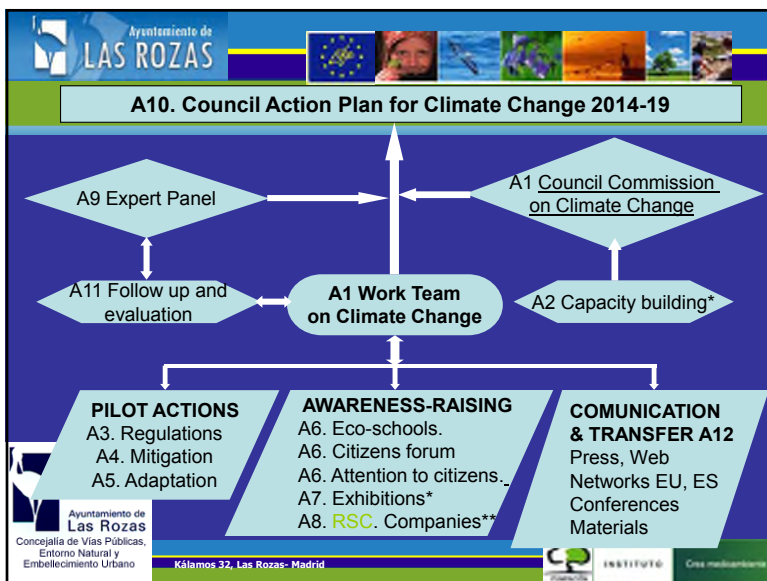 Ayuntamiento de
LAS ROZAS
A10. Council Action Plan for Climate Change 2014-19
A9 Expert Panel
A1 Council Commission
on Climate Change
A11 Follow up and
evaluation
A1 Work Team
on Climate Change
A2 Capacity building*
PILOT ACTIONS
A3. Regulations
A4. Mitigation
A5. Adaptation
AWARENESS-RAISING
A6. Eco-schools.
A6. Citizens forum
A6. Attention to citizens.
A7. Exhibitions*
A8. RSC. Companies**
COMUNICATION
& TRANSFER A12
Press, Web
Networks EU, ES
Conferences
Materials
Ayuntamiento de
Las Rozas
Concejalía de Vías Públicas,
Entorno Natural y
Embellecimiento Urbano
Kálamos 32, Las Rozas- Madrid
INSTITUTO
Crea medioambiente